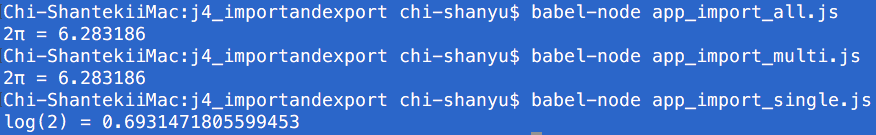 Chi-ShantekiiMac:j4_importandexport chi-shanyu$ babel-node app_import_all.js
2π = 6.283186
Chi-ShantekiiMac:j4_importandexport chi-shanyu$ babel-node app_import_multi.js
2π = 6.283186
Chi-ShantekiiMac:j4_importandexport chi-shanyu$ babel-node app_import_single.js
log(2) = 0.6931471805599453